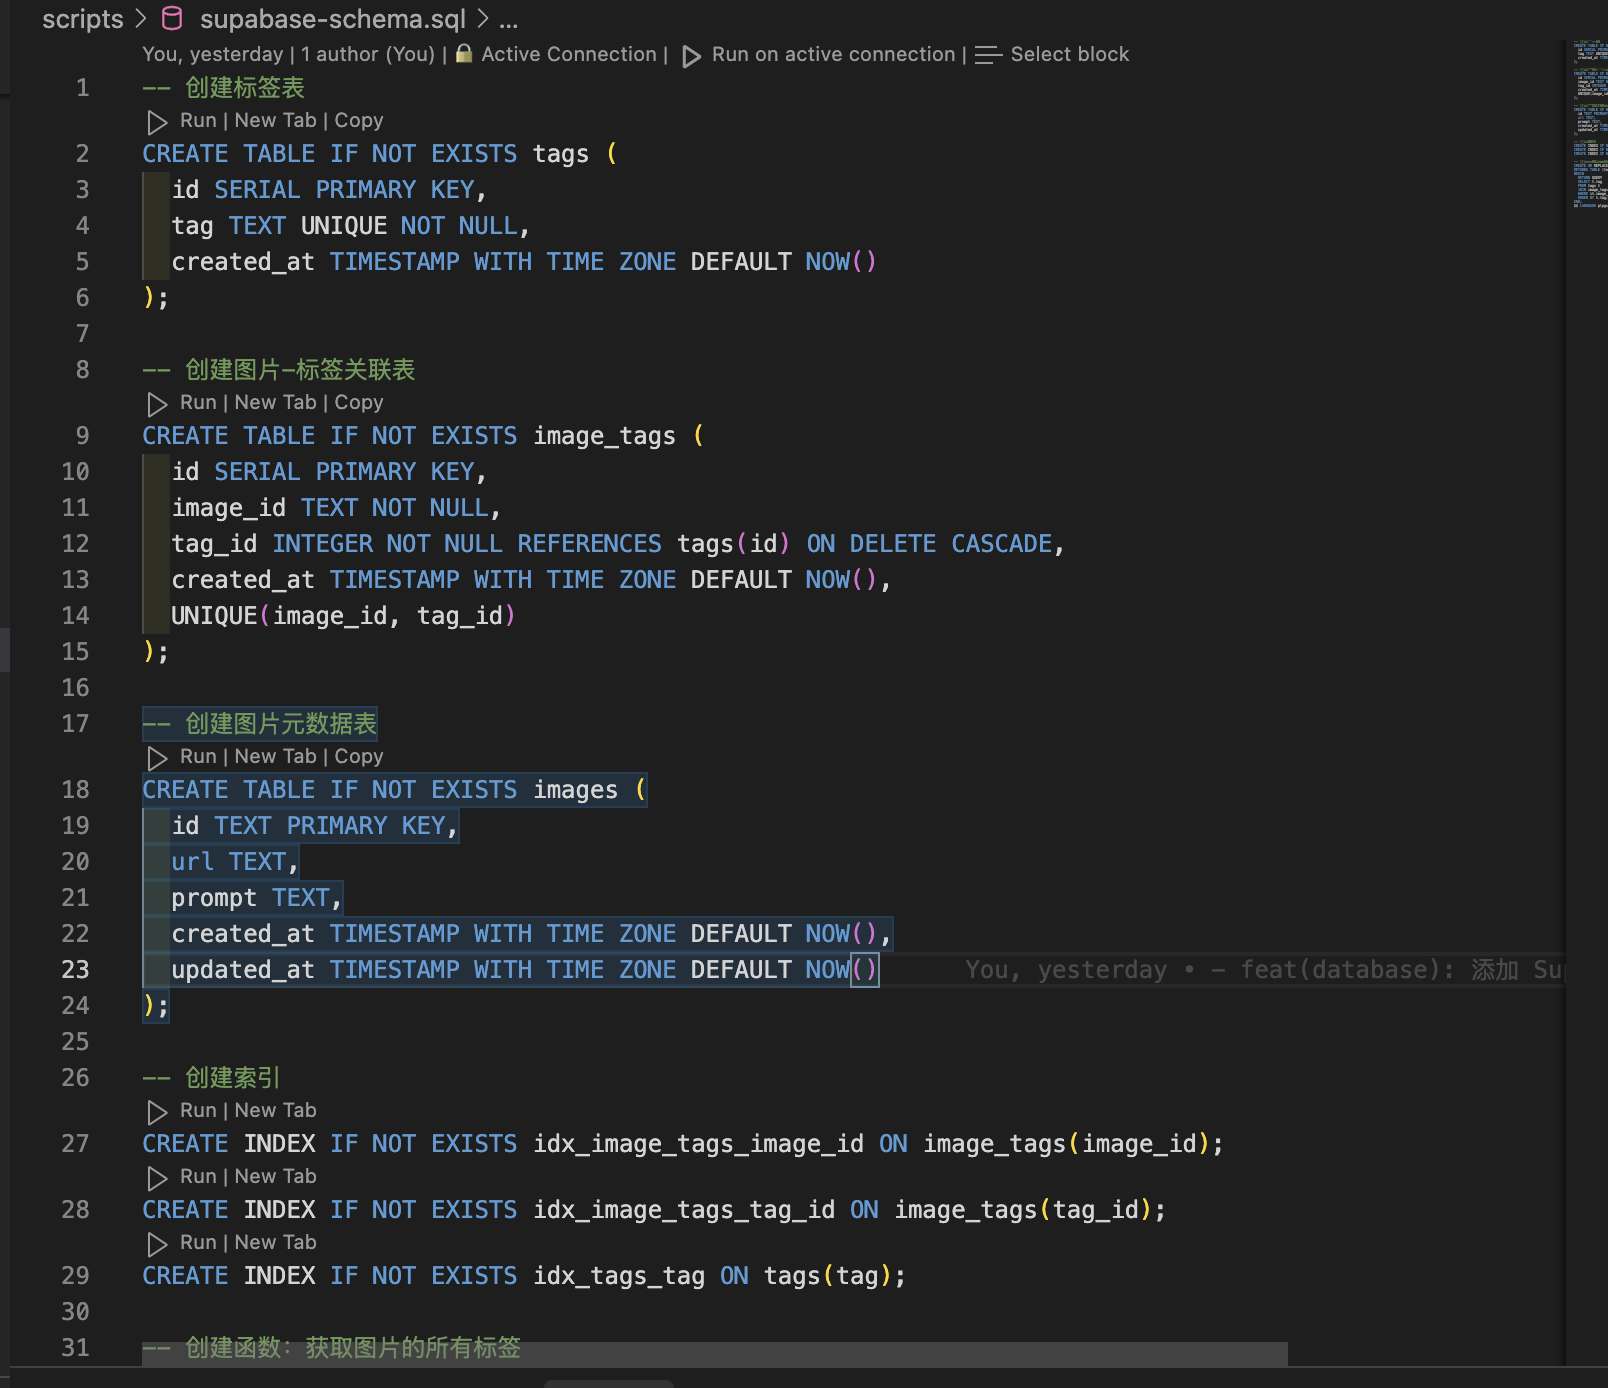 scripts > supabase-schema.sql > ...
You, yesterday | 1 author (You) | Active Connection | Run on active connection | Select block
1 -- 创建标签表
Run | New Tab | Copy
2 CREATE TABLE IF NOT EXISTS tags (
3 id SERIAL PRIMARY KEY,
4 tag TEXT UNIQUE NOT NULL,
5 created_at TIMESTAMP WITH TIME ZONE DEFAULT NOW()
6 );
7
8 -- 创建图片-标签关联表
Run | New Tab | Copy
9 CREATE TABLE IF NOT EXISTS image_tags (
10 id SERIAL PRIMARY KEY,
11 image_id TEXT NOT NULL,
12 tag_id INTEGER NOT NULL REFERENCES tags(id) ON DELETE CASCADE,
13 created_at TIMESTAMP WITH TIME ZONE DEFAULT NOW(),
14 UNIQUE(image_id, tag_id)
15 );
16
17 -- 创建图片元数据表
Run | New Tab | Copy
18 CREATE TABLE IF NOT EXISTS images (
19 id TEXT PRIMARY KEY,
20 url TEXT,
21 prompt TEXT,
22 created_at TIMESTAMP WITH TIME ZONE DEFAULT NOW(),
23 updated_at TIMESTAMP WITH TIME ZONE DEFAULT NOW() You, yesterday • - feat(database): 添加 Su
24 );
25
26 -- 创建索引
Run | New Tab
27 CREATE INDEX IF NOT EXISTS idx_image_tags_image_id ON image_tags(image_id);
Run | New Tab
28 CREATE INDEX IF NOT EXISTS idx_image_tags_tag_id ON image_tags(tag_id);
Run | New Tab
29 CREATE INDEX IF NOT EXISTS idx_tags_tag ON tags(tag);
30
31 -- 创建函数：获取图片的所有标签